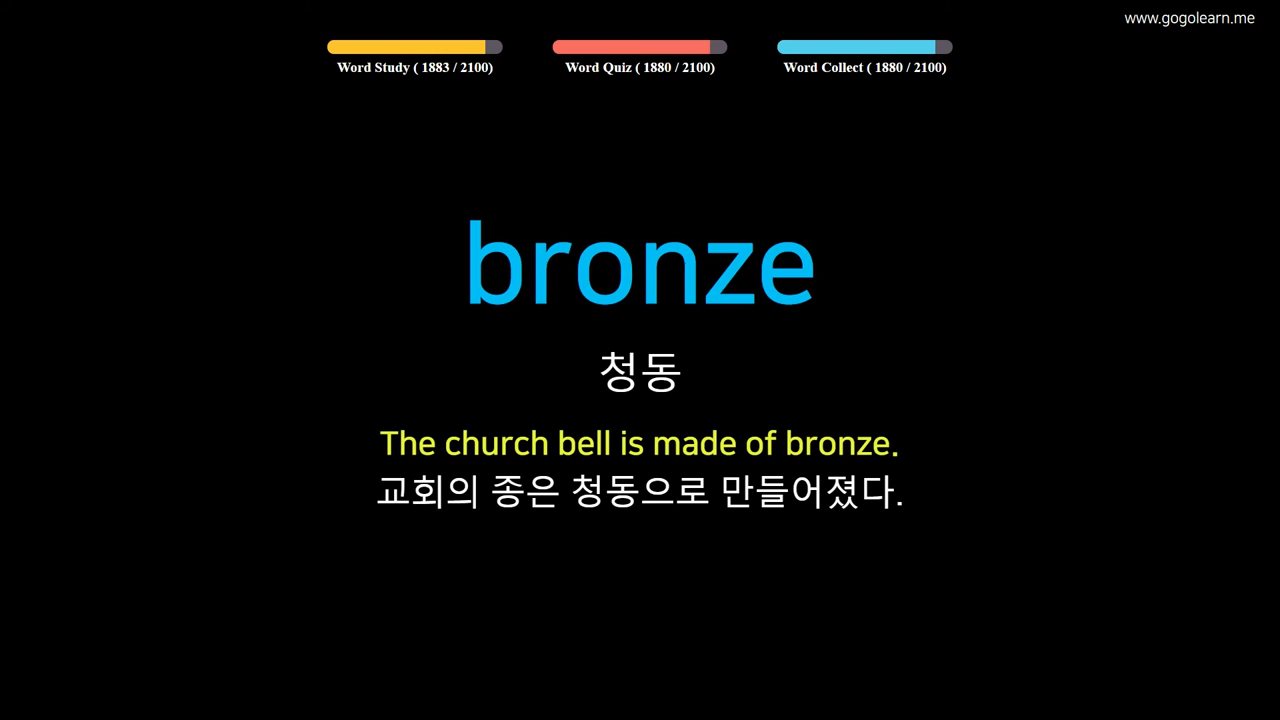 www.gogolearn.me
Word Study ( 1883 / 2100)
Word Quiz ( 1880 / 2100)
Word Collect ( 1880 / 2100)
bronze
청동
The church bell is made of bronze.
교회의 종은 청동으로 만들어졌다.